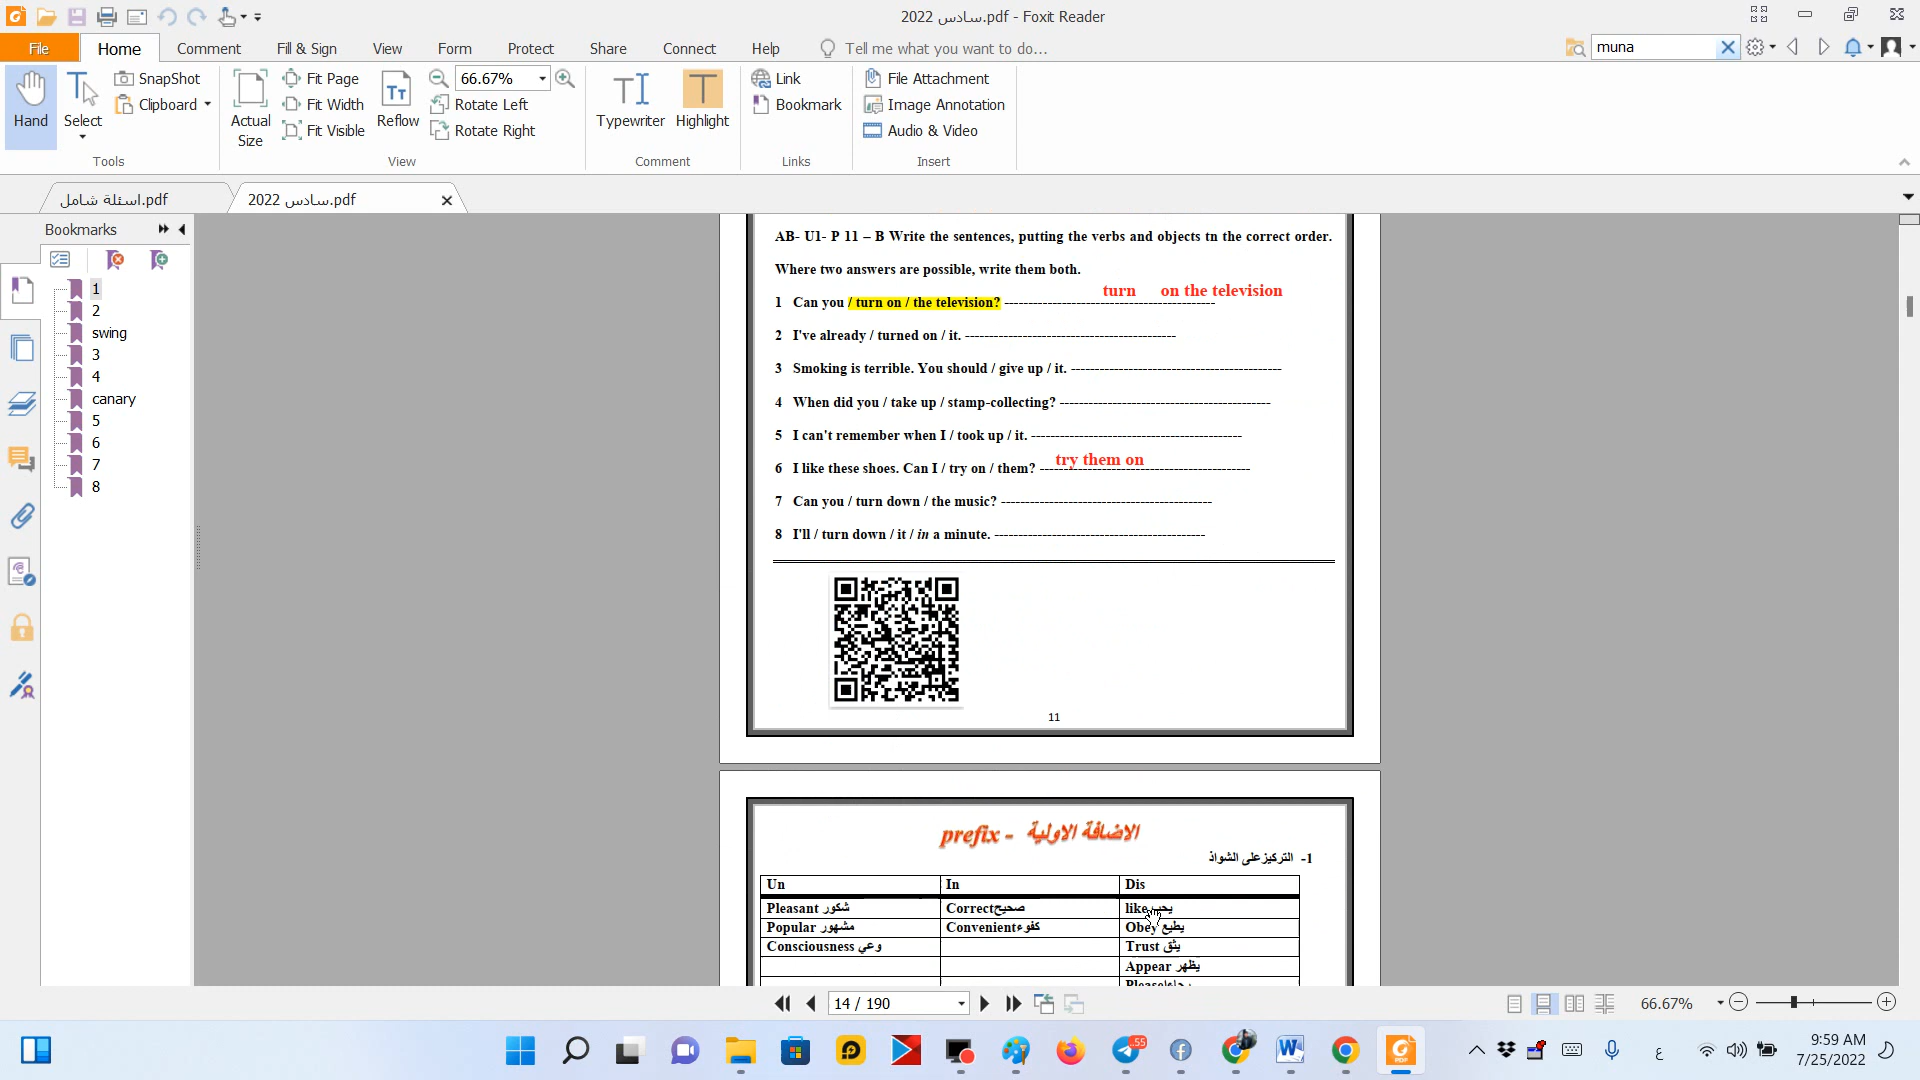 سادس 2022.pdf - Foxit Reader
File Home Comment Fill & Sign View Form Protect Share Connect Help Tell me what you want to do... muna
Hand Select SnapShot Clipboard Actual Size Fit Page Fit Width Fit Visible Reflow 66.67% Rotate Left Rotate Right Typewriter Highlight Link Bookmark File Attachment Image Annotation Audio & Video
Tools View Comment Links Insert
اسئلة شامل.pdf سادس 2022.pdf
Bookmarks
1
2
swing
3
4
canary
5
6
7
8
AB- U1- P 11 – B Write the sentences, putting the verbs and objects tn the correct order.
Where two answers are possible, write them both.
turn on the television
1 Can you / turn on / the television? --------------------------------------------
2 I've already / turned on / it. --------------------------------------------
3 Smoking is terrible. You should / give up / it. --------------------------------------------
4 When did you / take up / stamp-collecting? --------------------------------------------
5 I can't remember when I / took up / it. --------------------------------------------
try them on
6 I like these shoes. Can I / try on / them? --------------------------------------------
7 Can you / turn down / the music? --------------------------------------------
8 I'll / turn down / it / in a minute. --------------------------------------------
11
prefix - الاضافة الاولية
1- التركيز على الشواذ
Un In Dis
Pleasant شكور Correct صحيح like يحب
Popular مشهور Convenient كفوء Obey يطيع
Consciousness وعي Trust يثق
Appear يظهر
14 / 190 66.67%
55 ع 9:59 AM
7/25/2022